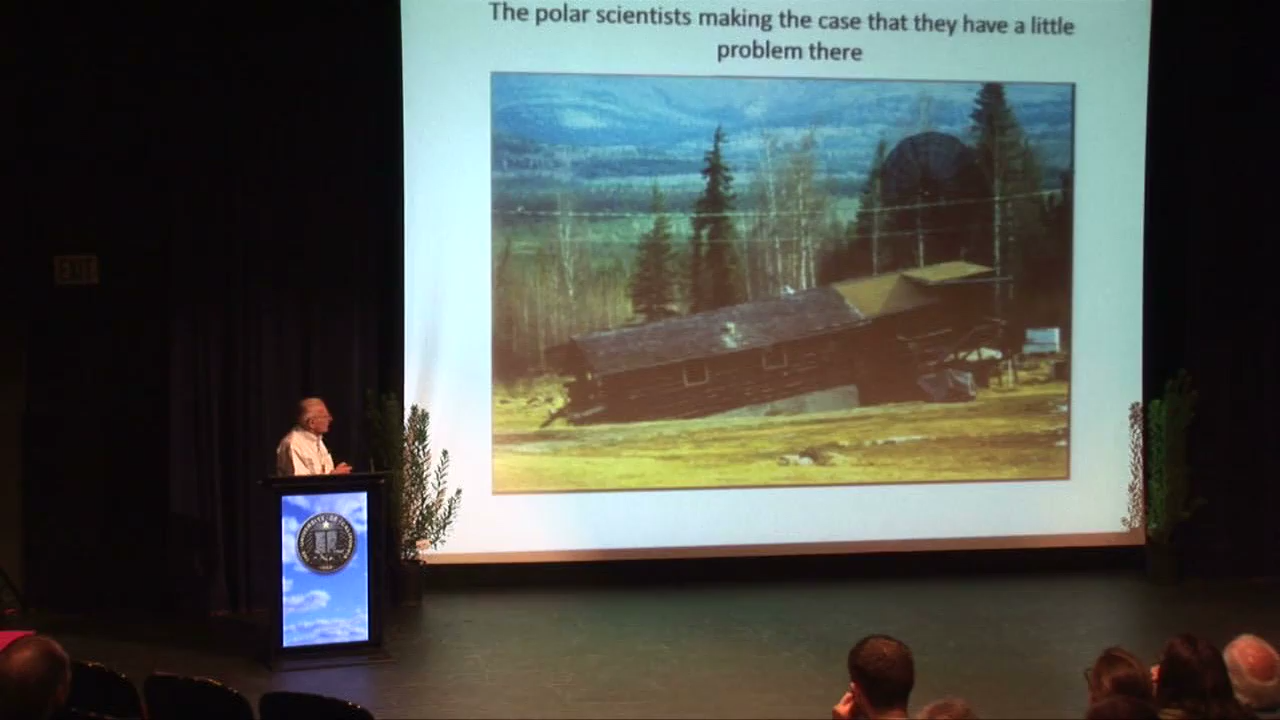 The polar scientists making the case that they have a little
problem there
EXIT